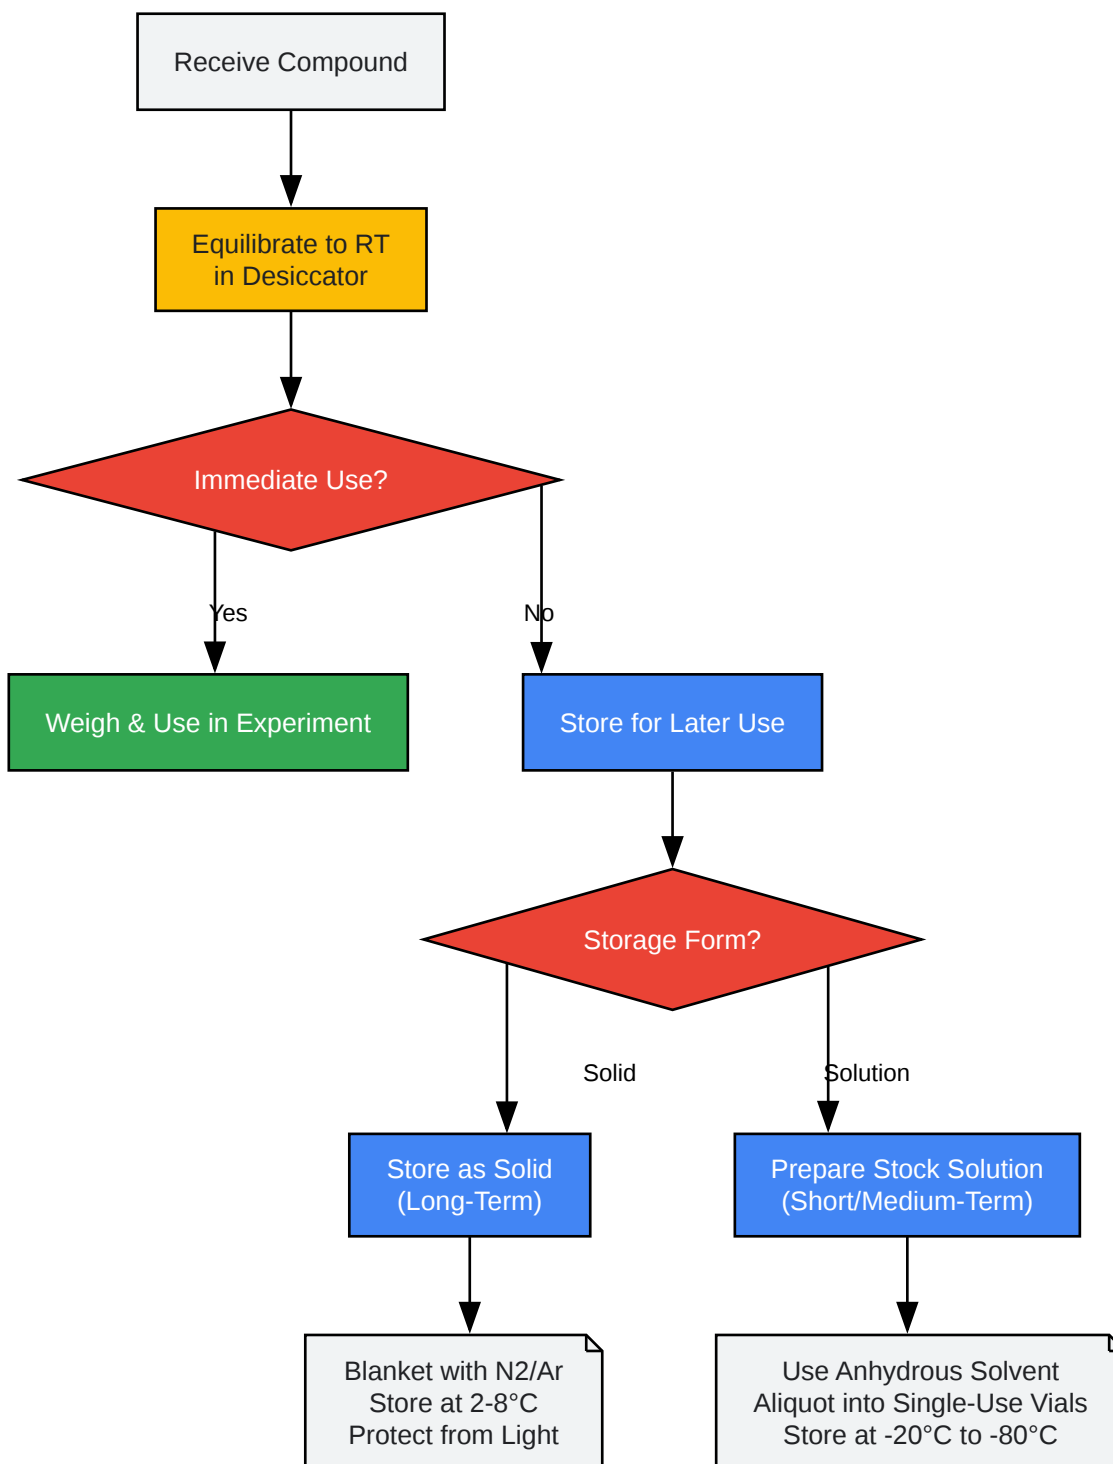 Receive Compound
Equilibrate to RT
in Desiccator
Immediate Use?
Yes
No
Weigh & Use in Experiment
Store for Later Use
Storage Form?
Solid
Solution
Store as Solid
(Long-Term)
Prepare Stock Solution
(Short/Medium-Term)
Blanket with N2/Ar
Store at 2-8°C
Protect from Light
Use Anhydrous Solvent
Aliquot into Single-Use Vials
Store at -20°C to -80°C